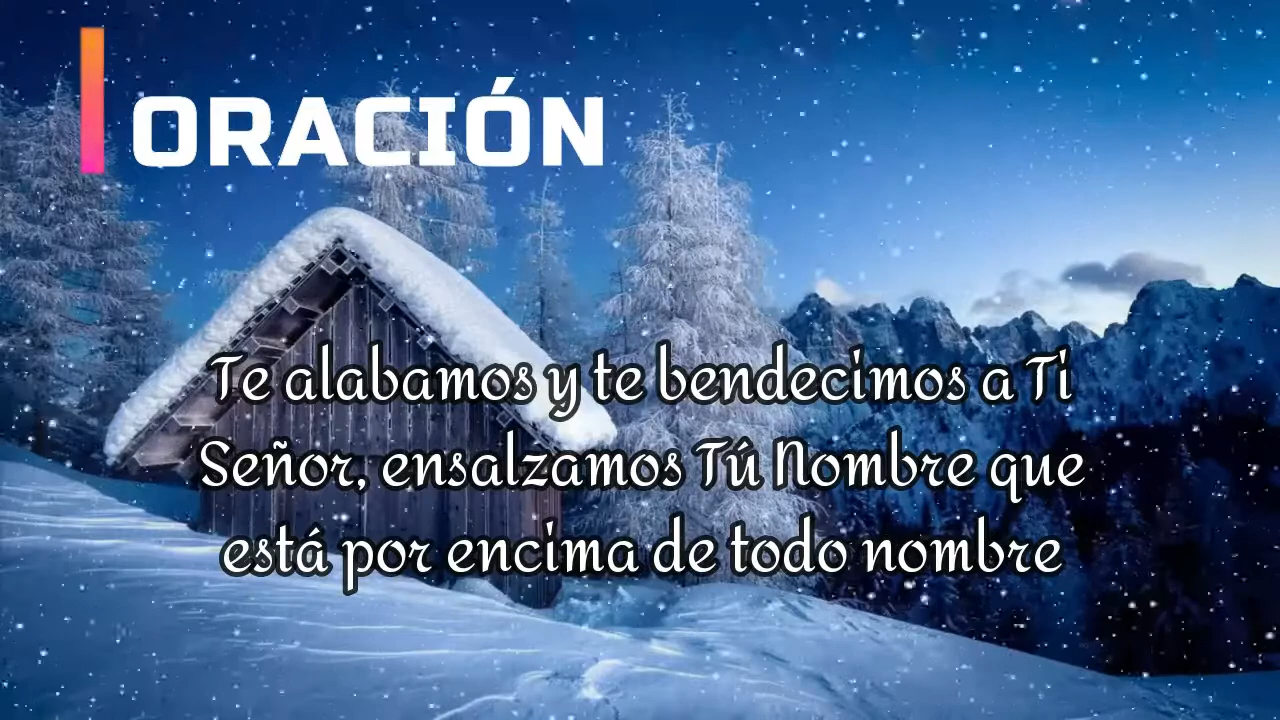 ORACIÓN
Te alabamos y te bendecimos a Ti
Señor, ensalzamos Tú Nombre que
está por encima de todo nombre